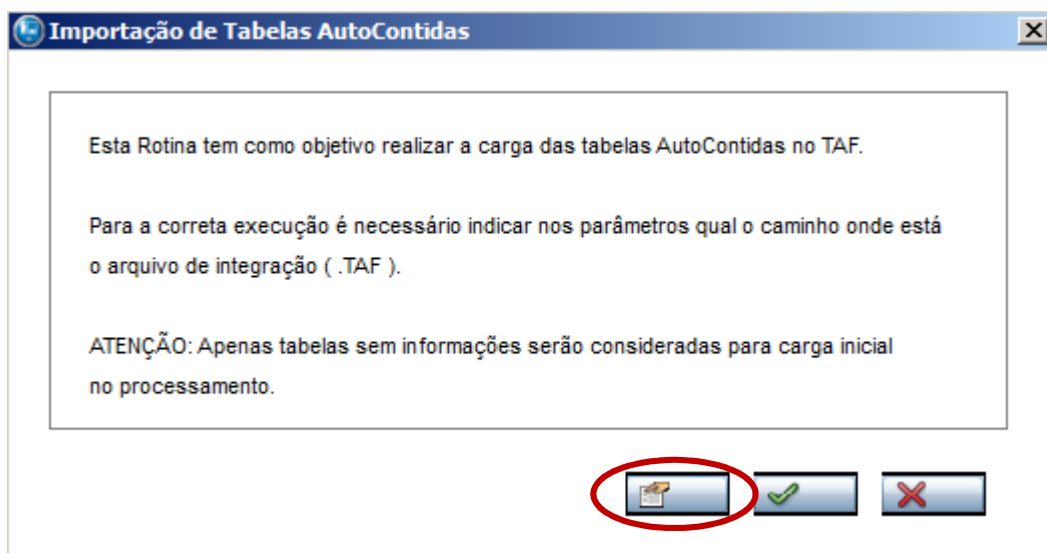 Importação de Tabelas AutoContidas
Esta Rotina tem como objetivo realizar a carga das tabelas AutoContidas no TAF.
Para a correta execução é necessário indicar nos parâmetros qual o caminho onde está
o arquivo de integração ( .TAF ).
ATENÇÃO: Apenas tabelas sem informações serão consideradas para carga inicial
no processamento.